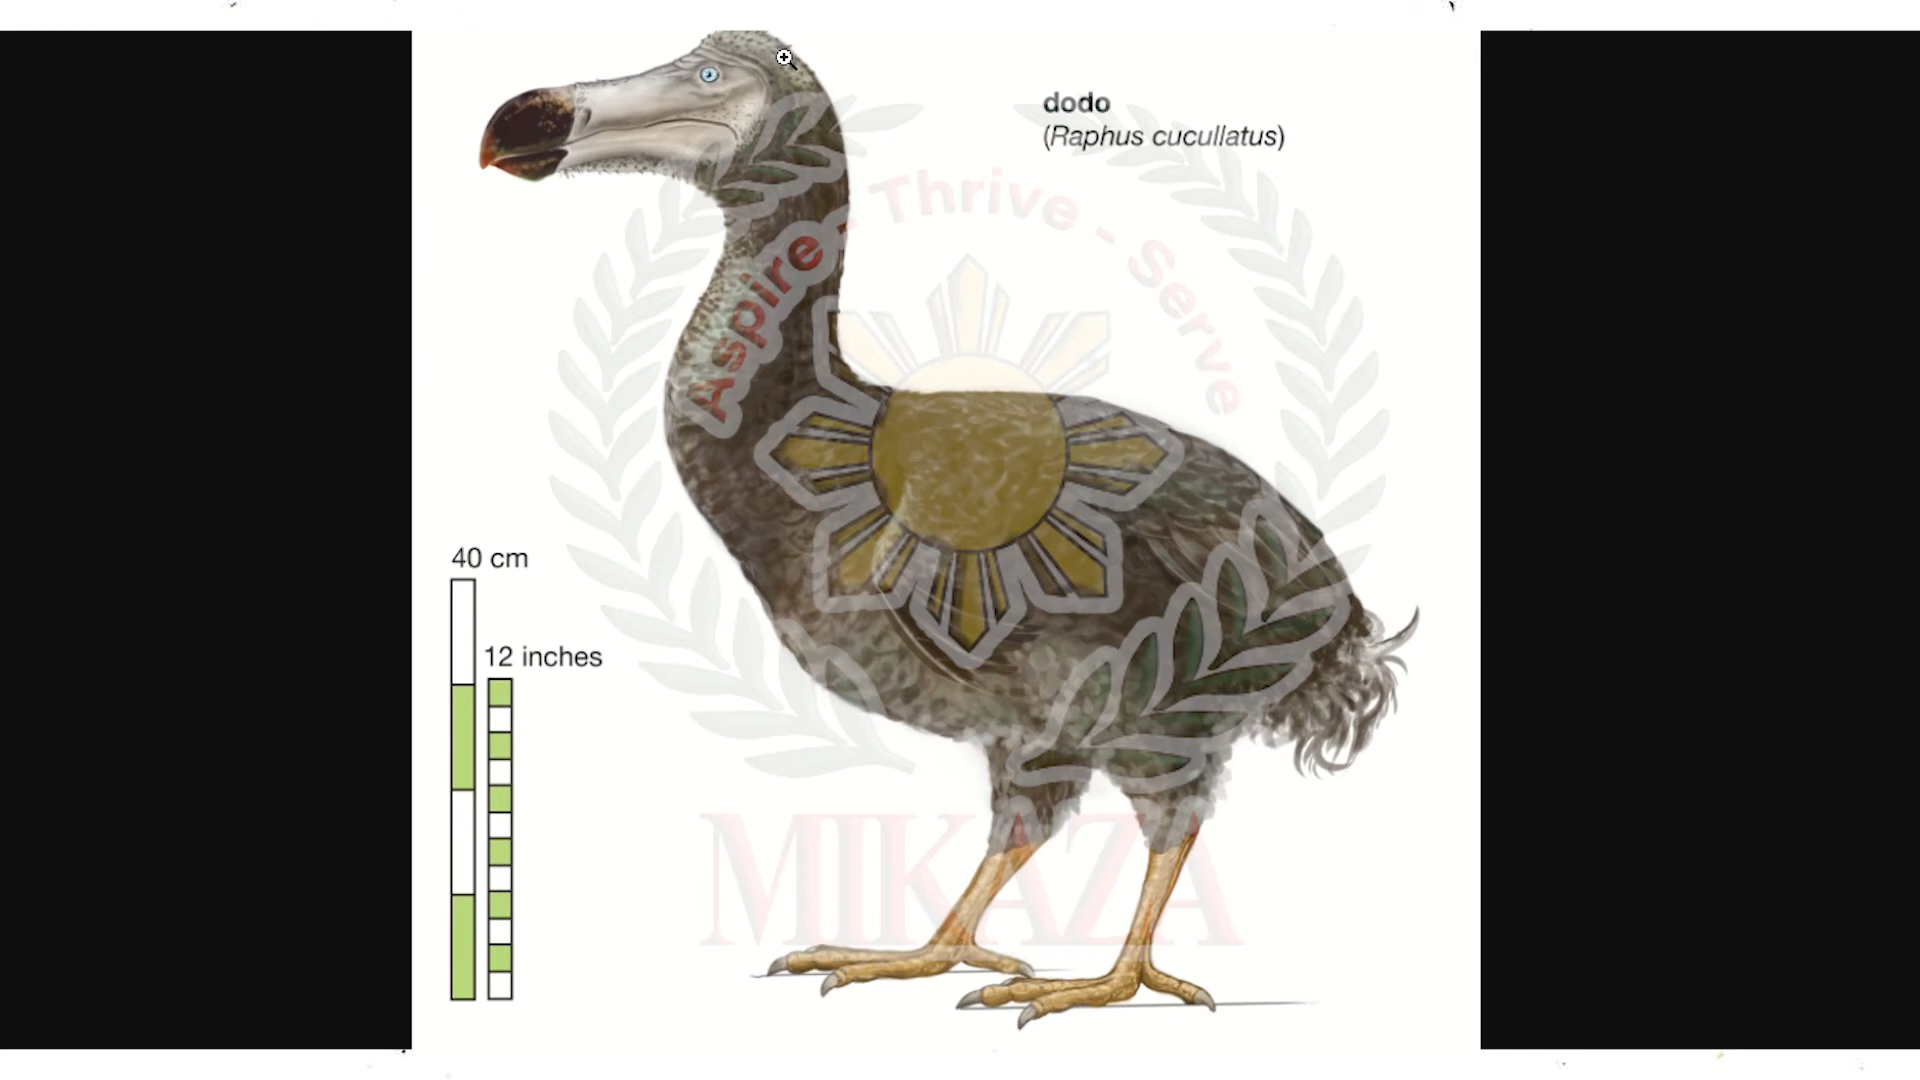 dodo
(Raphus cucullatus)
Aspire - Thrive - Serve
40 cm
12 inches
MIKAZA